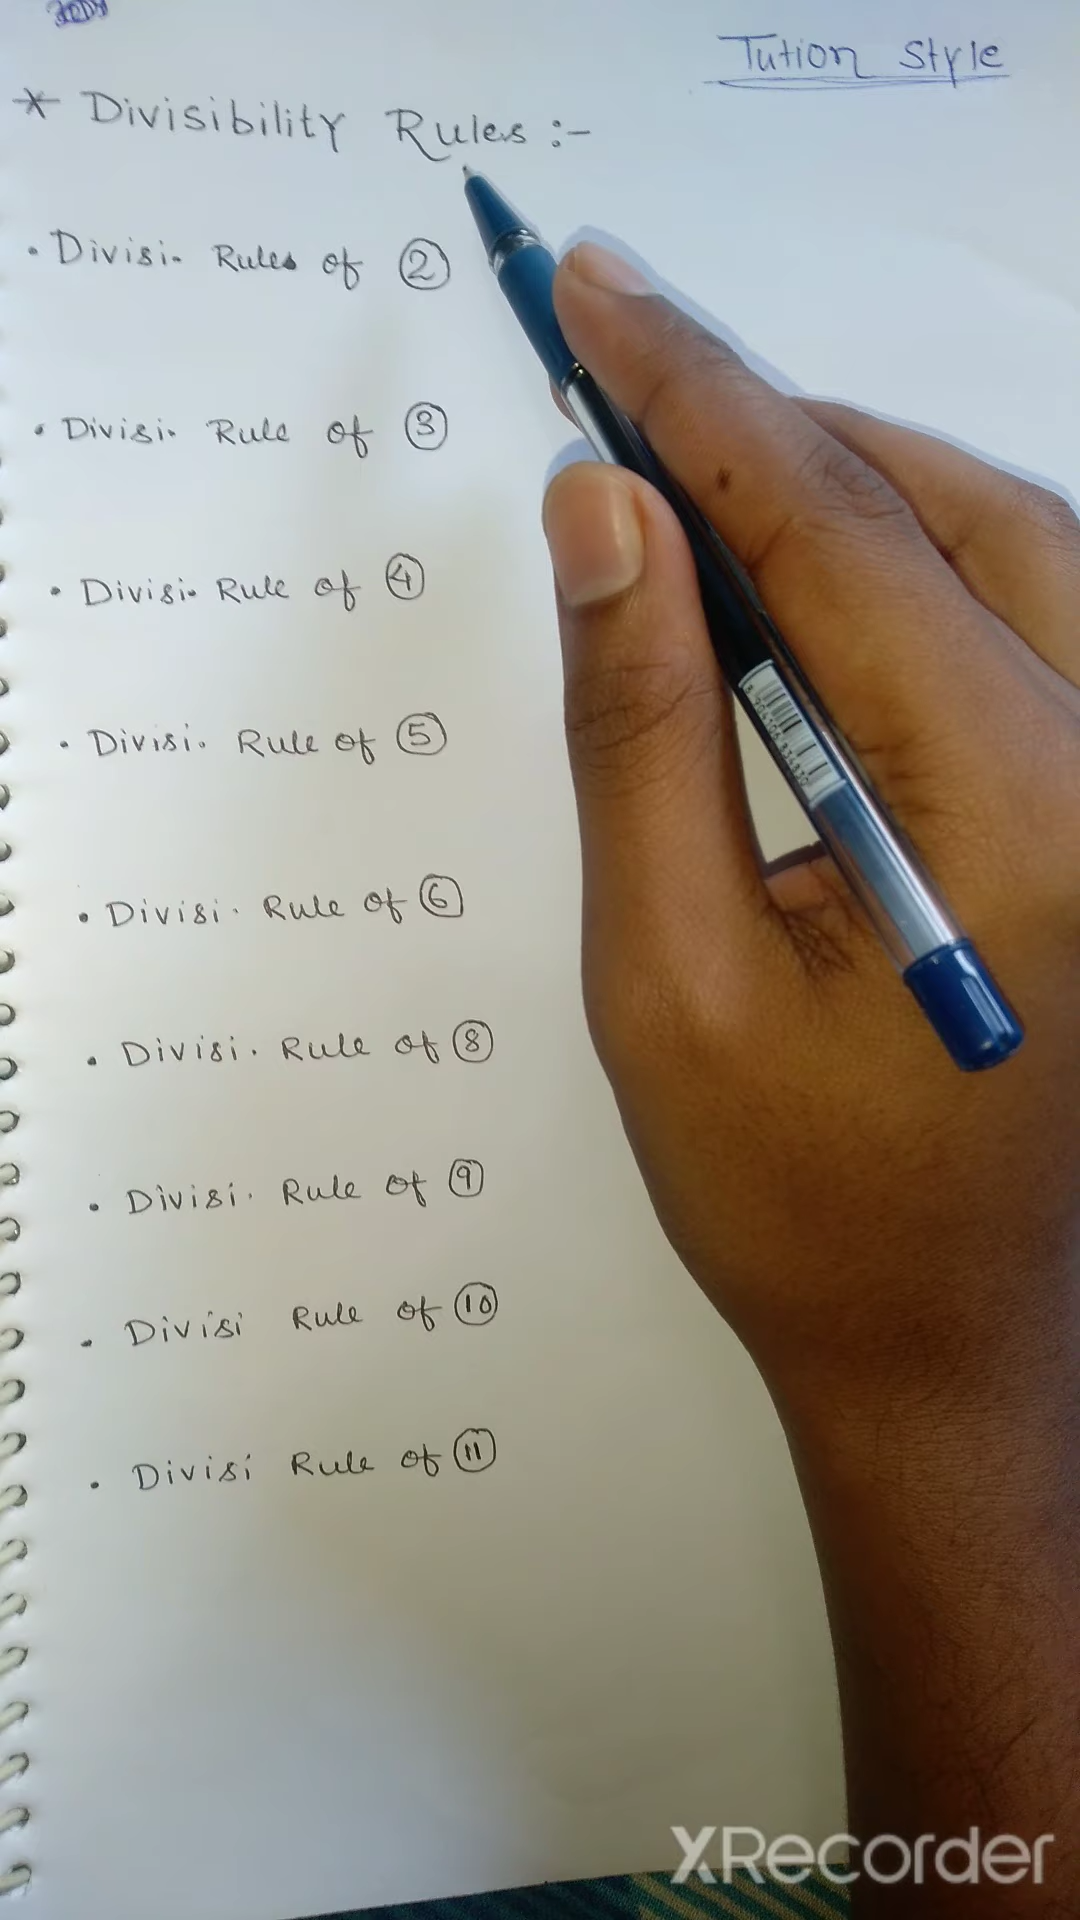 Tution Style
* Divisibility Rules :-
• Divisi. Rules of 2
• Divisi. Rule of 3
• Divisi. Rule of 4
• Divisi. Rule of 5
• Divisi. Rule of 6
• Divisi. Rule of 8
• Divisi. Rule of 9
• Divisi Rule of 10
• Divisi Rule of 11
XRecorder